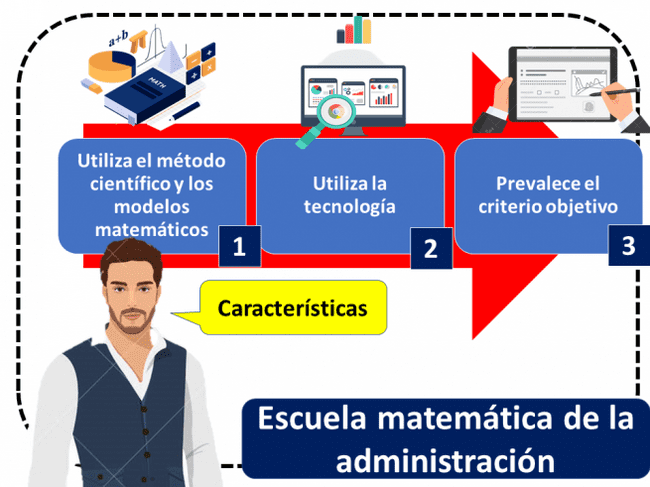 a+b
π
MATH
Utiliza el método
científico y los
modelos
matemáticos
1
Utiliza la
tecnología
2
Prevalece el
criterio objetivo
3
Características
Escuela matemática de la
administración